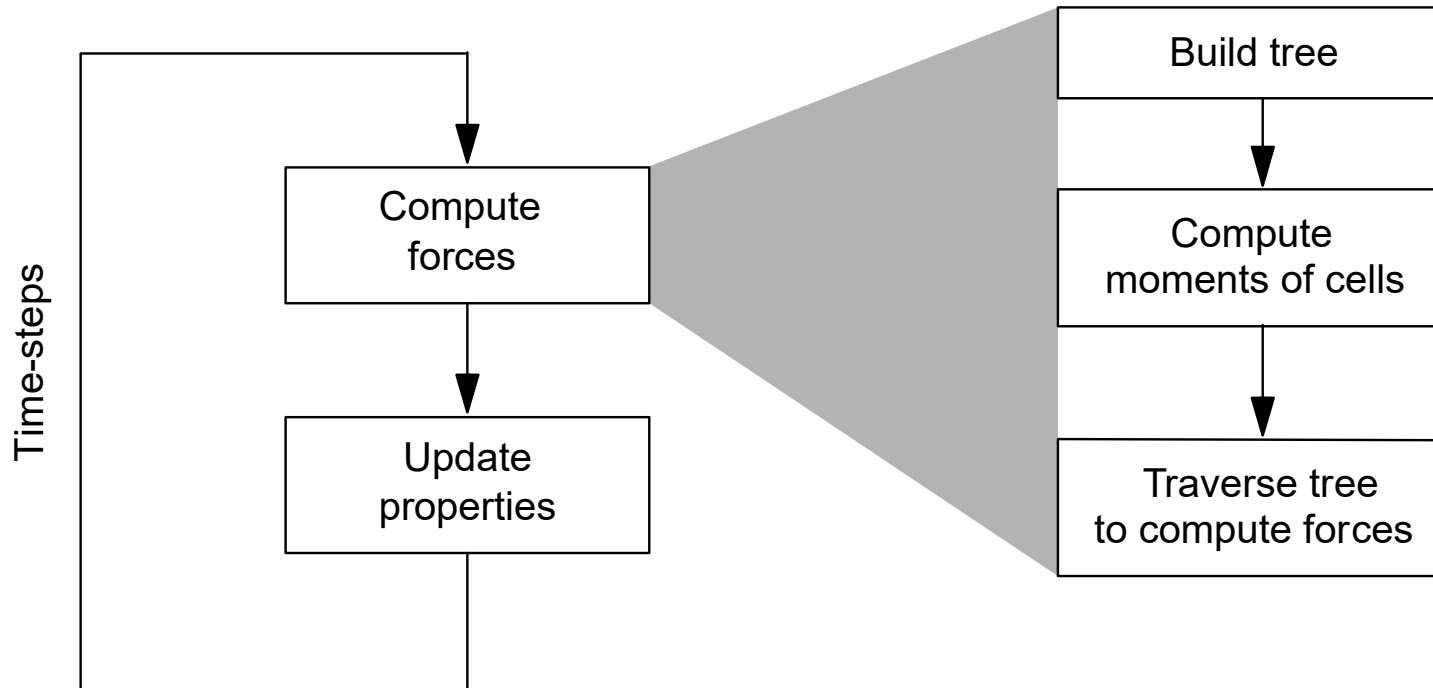 Time-steps
Compute
forces
Update
properties
Build tree
Compute
moments of cells
Traverse tree
to compute forces